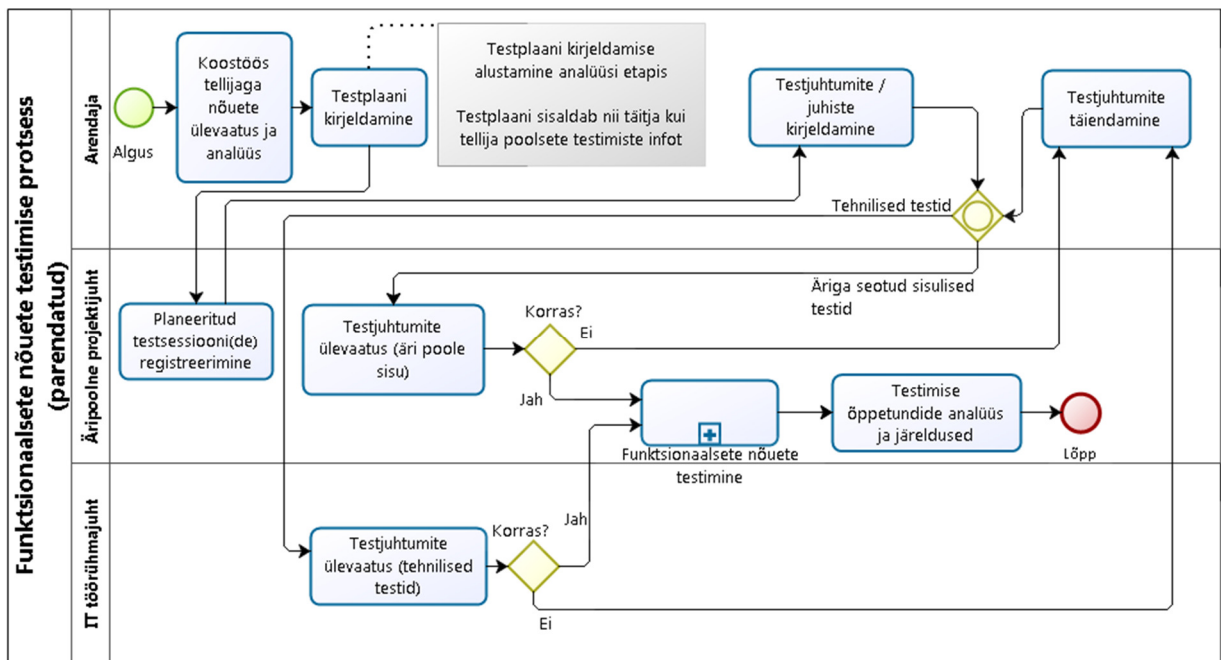 Funktsionaalsete nõuete testimise protsess
(parendatud)
Arendaja
Algus
Koostöös
tellijaga
nõuete
ülevaatus ja
analüüs
Testplaani
kirjeldamine
Testplaani kirjeldamise
alustamine analüüsi etapis
Testplaani sisaldab nii täitja kui
tellija poolsete testimiste infot
Testjuhtumite /
juhiste
kirjeldamine
Testjuhtumite
täiendamine
Tehnilised testid
Äripoolne projektijuht
Planeeritud
testsessiooni(de)
registreerimine
Testjuhtumite
ülevaatus (äri poole
sisu)
Korras?
Ei
Jah
Äriga seotud sisulised
testid
Funktsionaalsete nõuete
testimine
Testimise
õppetundide analüüs
ja järeldused
Lõpp
IT töörühmajuht
Testjuhtumite
ülevaatus (tehnilised
testid)
Korras?
Jah
Ei